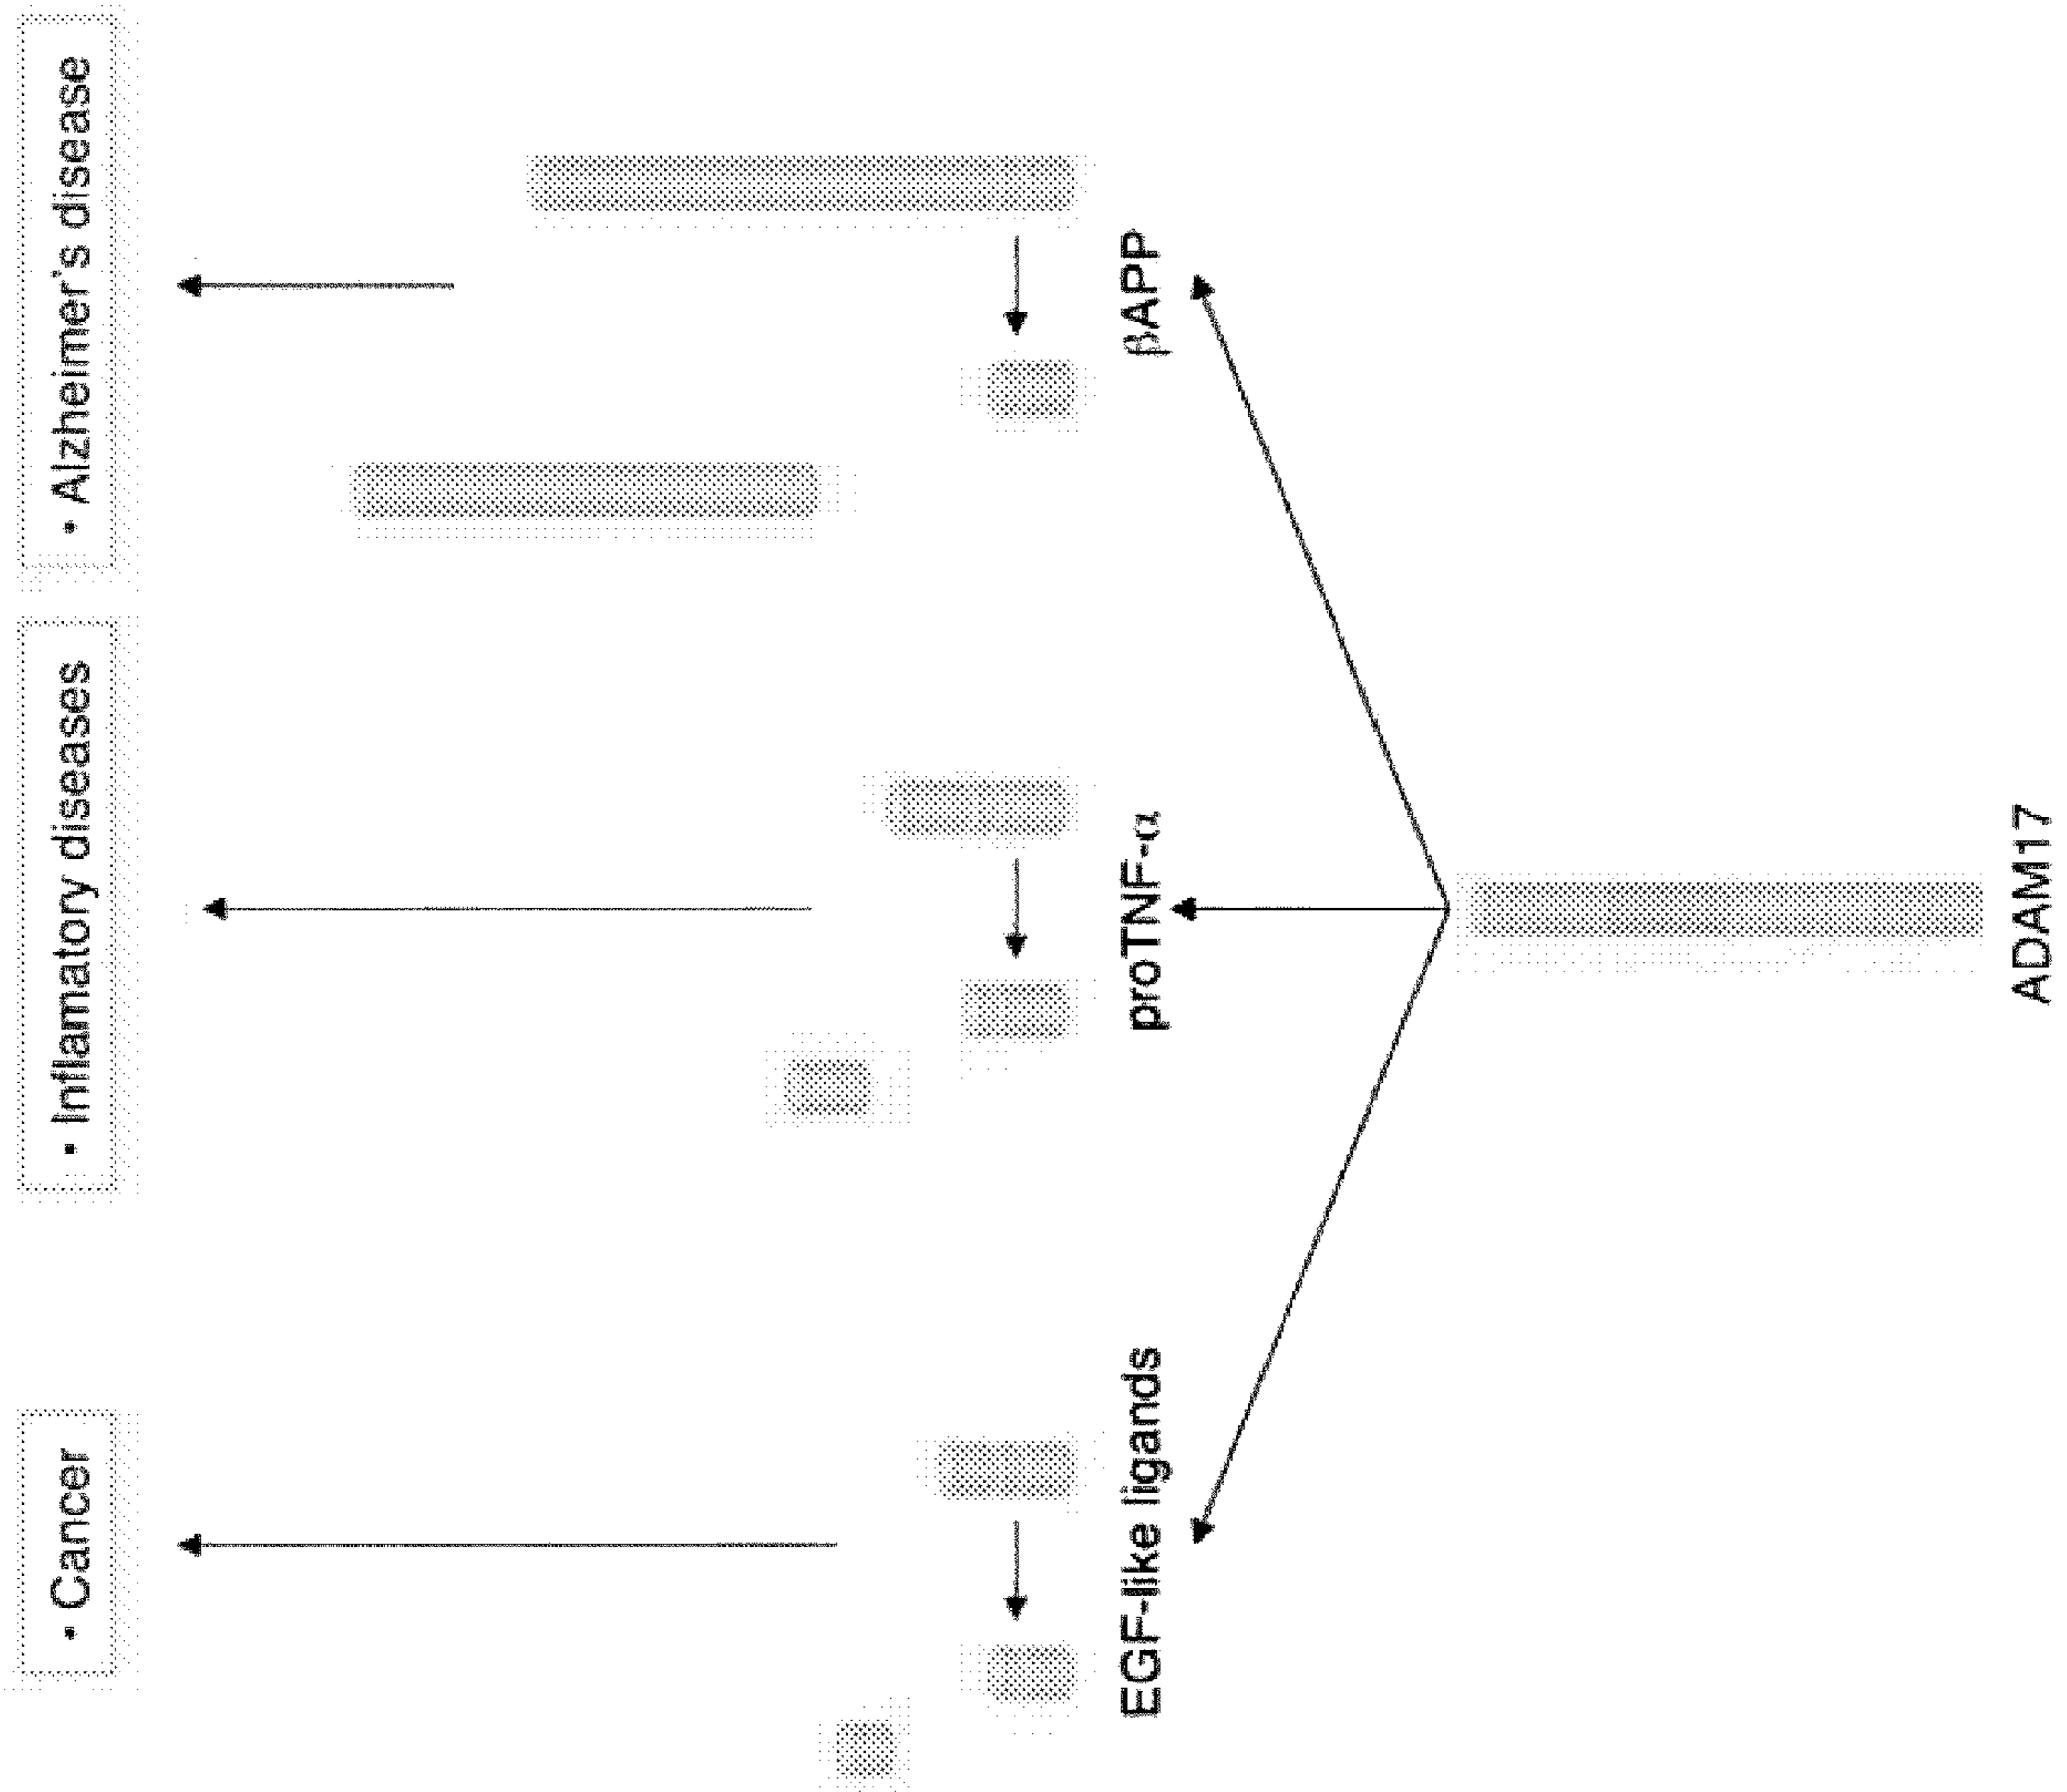 • Cancer
• Inflamatory diseases
• Alzheimer's disease
EGF-like ligands
proTNF-α
βAPP
ADAM17